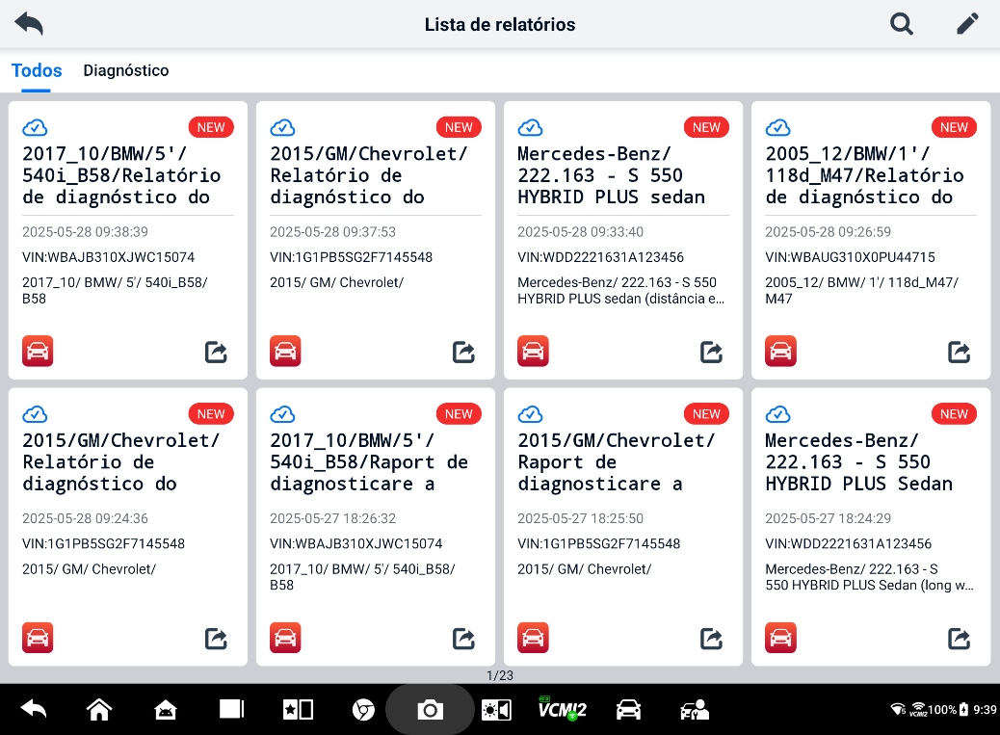 Lista de relatórios
Todos
Diagnóstico
NEW
2017_10/BMW/5'/
540i_B58/Relatório
de diagnóstico do
2025-05-28 09:38:39
VIN:WBAJB310XJWC15074
2017_10/ BMW/ 5'/ 540i_B58/
B58
NEW
2015/GM/Chevrolet/
Relatório de
diagnóstico do
2025-05-28 09:37:53
VIN:1G1PB5SG2F7145548
2015/ GM/ Chevrolet/
NEW
Mercedes-Benz/
222.163 - S 550
HYBRID PLUS sedan
2025-05-28 09:33:40
VIN:WDD2221631A123456
Mercedes-Benz/ 222.163 - S 550
HYBRID PLUS sedan (distância e...
NEW
2005_12/BMW/1'/
118d_M47/Relatório
de diagnóstico do
2025-05-28 09:26:59
VIN:WBAUG310X0PU44715
2005_12/ BMW/ 1'/ 118d_M47/
M47
NEW
2015/GM/Chevrolet/
Relatório de
diagnóstico do
2025-05-28 09:24:36
VIN:1G1PB5SG2F7145548
2015/ GM/ Chevrolet/
NEW
2017_10/BMW/5'/
540i_B58/Raport de
diagnosticare a
2025-05-27 18:26:32
VIN:WBAJB310XJWC15074
2017_10/ BMW/ 5'/ 540i_B58/
B58
NEW
2015/GM/Chevrolet/
Raport de
diagnosticare a
2025-05-27 18:25:50
VIN:1G1PB5SG2F7145548
2015/ GM/ Chevrolet/
NEW
Mercedes-Benz/
222.163 - S 550
HYBRID PLUS Sedan
2025-05-27 18:24:29
VIN:WDD2221631A123456
Mercedes-Benz/ 222.163 - S
550 HYBRID PLUS Sedan (long w...
1/23
VCMI2
5 VCMI2 100% 9:39